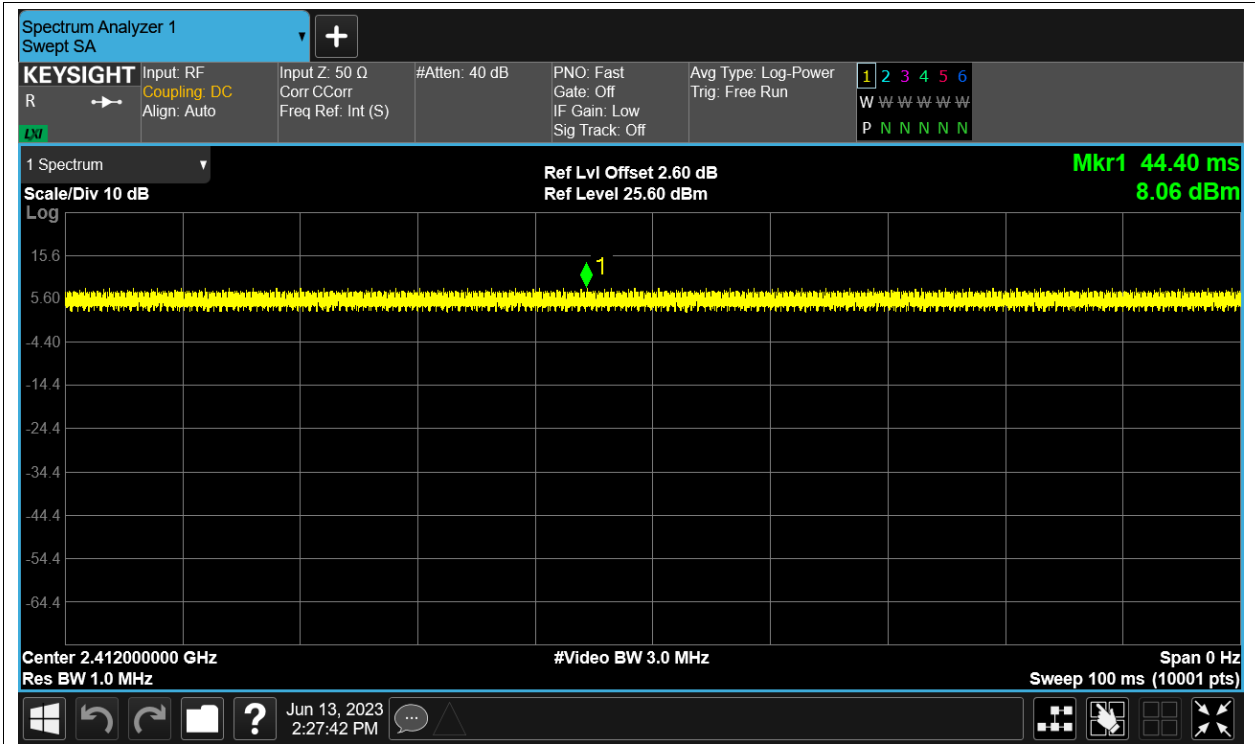 Spectrum Analyzer 1
Swept SA
KEYSIGHT
R
LXI
Input: RF
Coupling: DC
Align: Auto
Input Z: 50 Ω
Corr CCorr
Freq Ref: Int (S)
#Atten: 40 dB
PNO: Fast
Gate: Off
IF Gain: Low
Sig Track: Off
Avg Type: Log-Power
Trig: Free Run
1 2 3 4 5 6
W W W W W W
P N N N N N
1 Spectrum
Scale/Div 10 dB
Log
Ref Lvl Offset 2.60 dB
Ref Level 25.60 dBm
Mkr1 44.40 ms
8.06 dBm
1
15.6
5.60
-4.40
-14.4
-24.4
-34.4
-44.4
-54.4
-64.4
Center 2.412000000 GHz
Res BW 1.0 MHz
#Video BW 3.0 MHz
Span 0 Hz
Sweep 100 ms (10001 pts)
?
Jun 13, 2023
2:27:42 PM